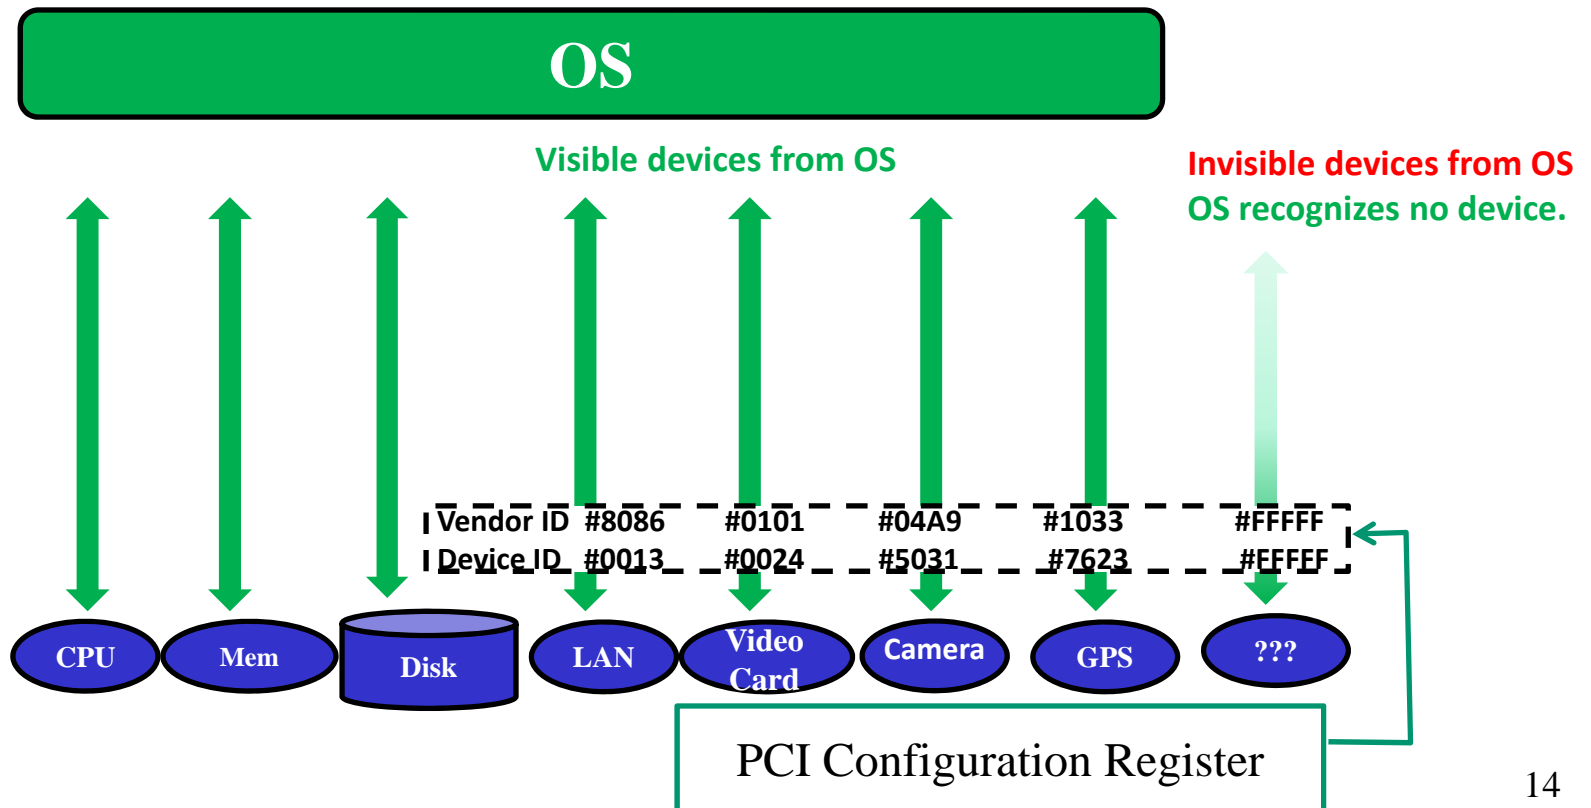 OS
Visible devices from OS
Invisible devices from OS
OS recognizes no device.
Vendor ID #8086 #0101 #04A9 #1033 #FFFFF
Device ID #0013 #0024 #5031 #7623 #FFFFF
CPU
Mem
Disk
LAN
Video
Card
Camera
GPS
???
PCI Configuration Register
14